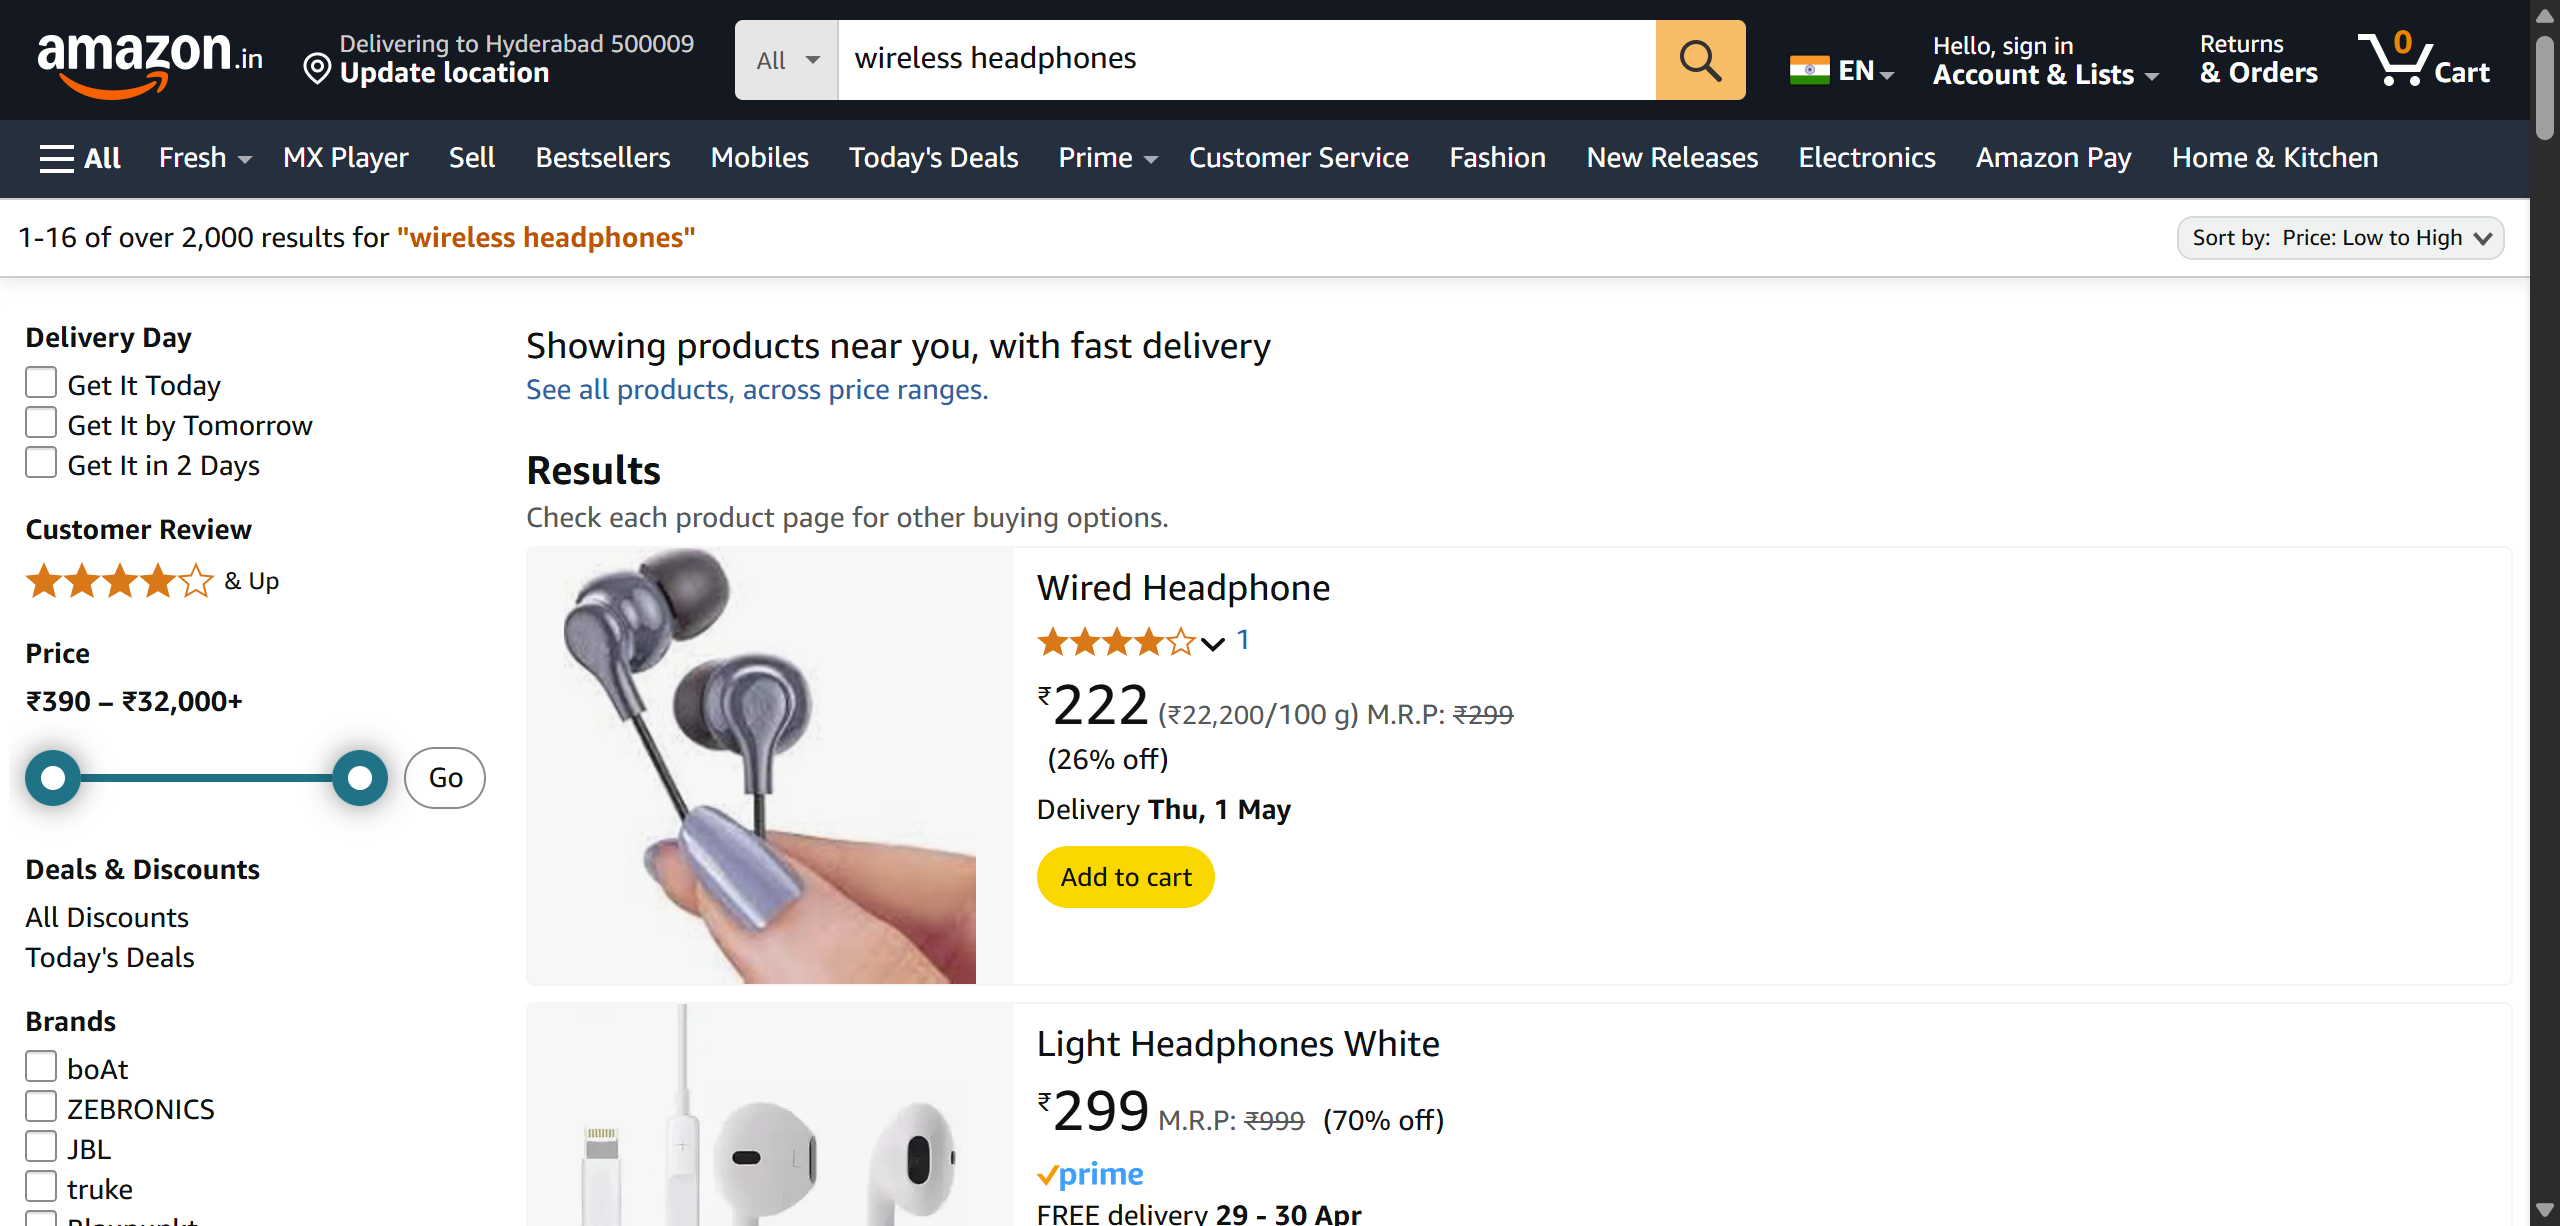 amazon.in
Delivering to Hyderabad 500009
Update location
All
wireless headphones
EN
Hello, sign in
Account & Lists
Returns
& Orders
0
Cart
All
Fresh
MX Player
Sell
Bestsellers
Mobiles
Today's Deals
Prime
Customer Service
Fashion
New Releases
Electronics
Amazon Pay
Home & Kitchen
1-16 of over 2,000 results for "wireless headphones"
Sort by: Price: Low to High
Delivery Day
Get It Today
Get It by Tomorrow
Get It in 2 Days
Customer Review
& Up
Price
₹390 – ₹32,000+
Go
Deals & Discounts
All Discounts
Today's Deals
Brands
boAt
ZEBRONICS
JBL
truke
Blaupunkt
Showing products near you, with fast delivery
See all products, across price ranges.
Results
Check each product page for other buying options.
Wired Headphone
1
₹222 (₹22,200/100 g) M.R.P: ₹299
(26% off)
Delivery Thu, 1 May
Add to cart
Light Headphones White
₹299 M.R.P: ₹999 (70% off)
prime
FREE delivery 29 - 30 Apr
L